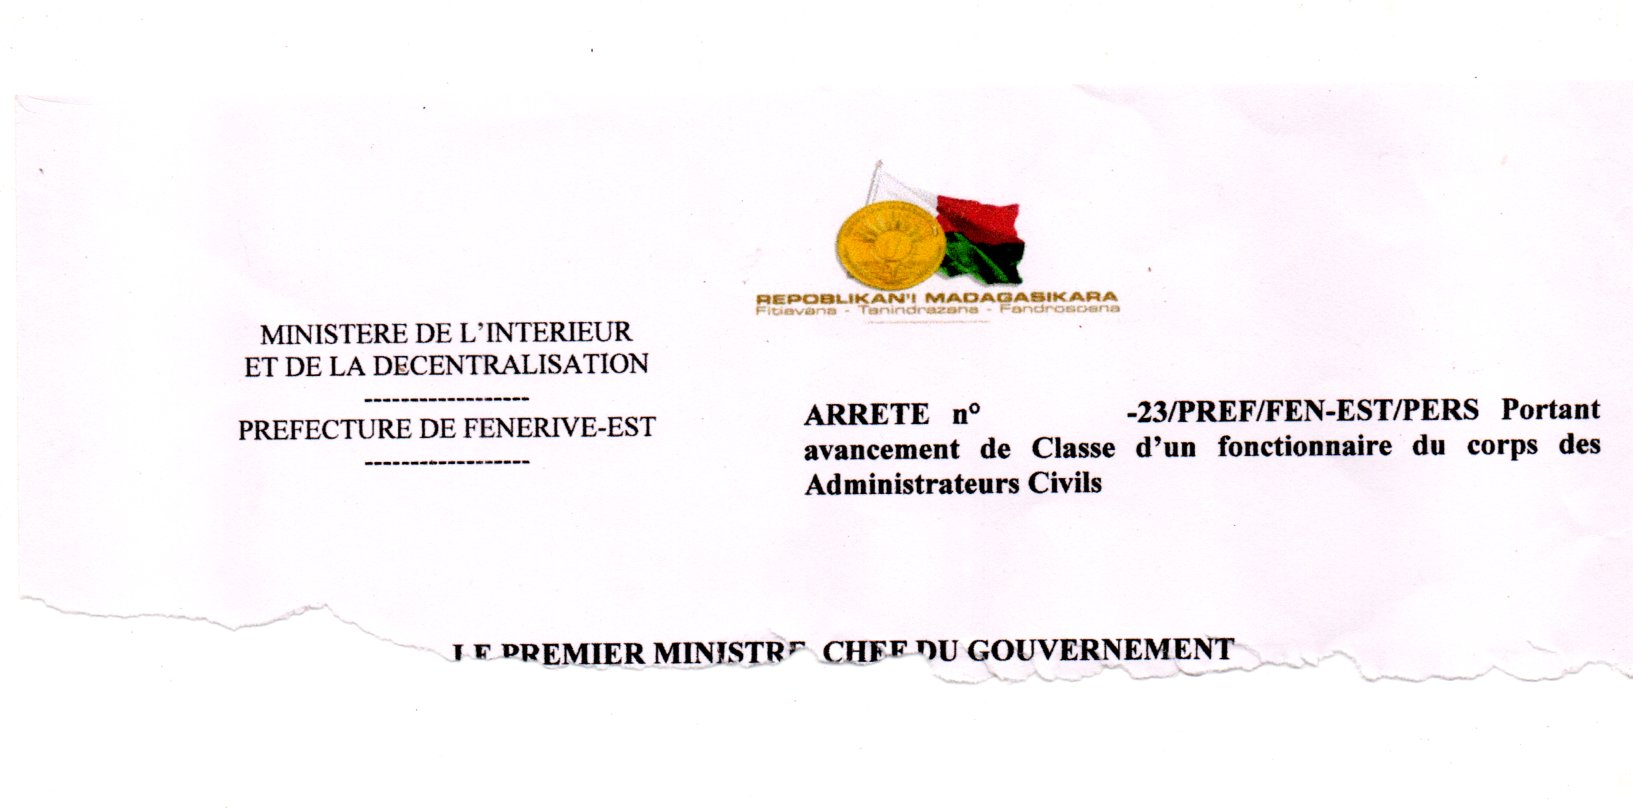 REPOBLIKAN'I MADAGASIKARA
Fitiavana - Tanindrazana - Fandrosoana
MINISTERE DE L'INTERIEUR
ET DE LA DECENTRALISATION
------------------
PREFECTURE DE FENERIVE-EST
------------------
ARRETE n° -23/PREF/FEN-EST/PERS Portant
avancement de Classe d'un fonctionnaire du corps des
Administrateurs Civils
LE PREMIER MINISTRE, CHEF DU GOUVERNEMENT